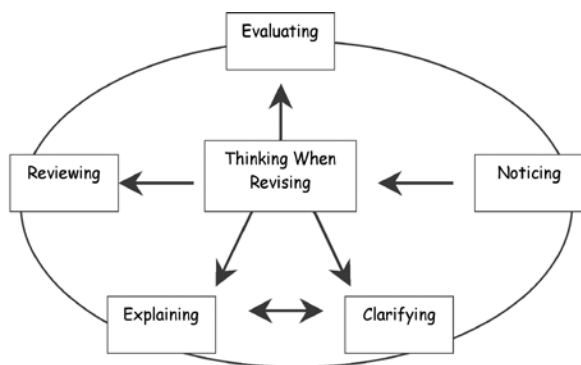 Evaluating
Reviewing
Thinking When
Revising
Noticing
Explaining
Clarifying